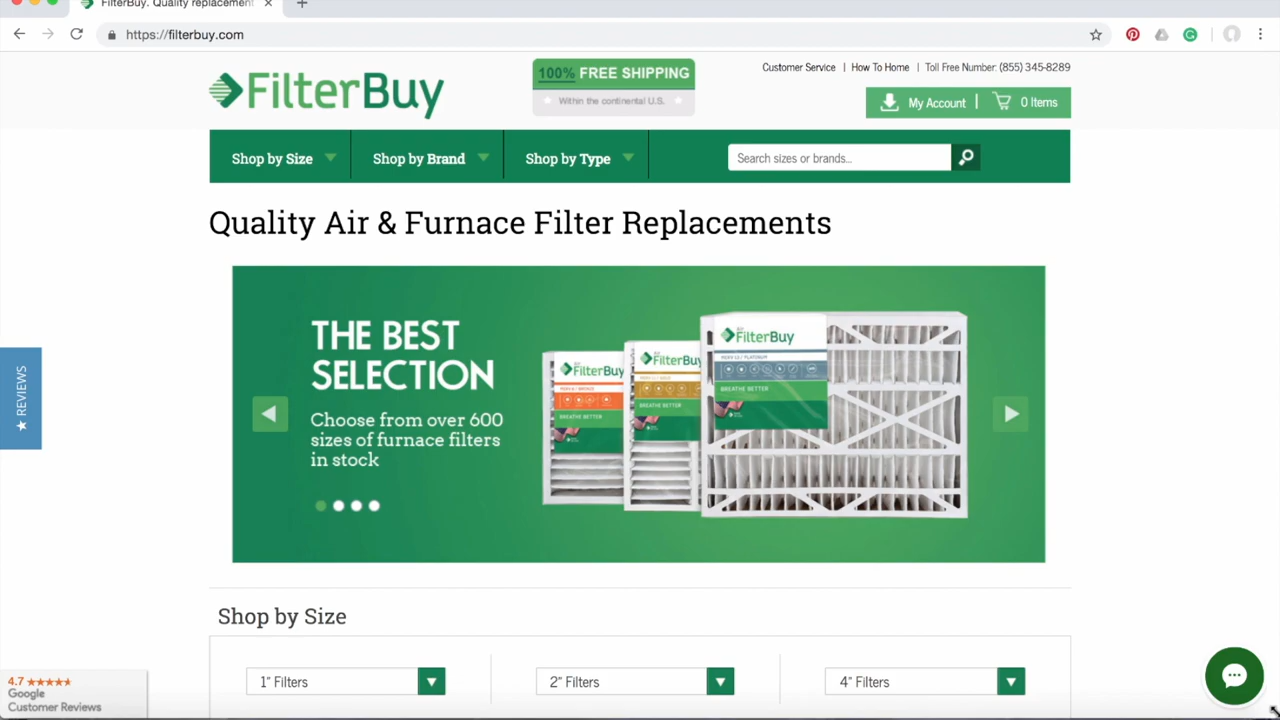 FilterBuy. Quality replacement
https://filterbuy.com
FilterBuy
100% FREE SHIPPING
Within the continental U.S.
Customer Service | How To Home | Toll Free Number: (855) 345-8289
My Account | 0 Items
Shop by Size
Shop by Brand
Shop by Type
Search sizes or brands...
Quality Air & Furnace Filter Replacements
THE BEST
SELECTION
Choose from over 600
sizes of furnace filters
in stock
FilterBuy
BREATHE BETTER
FilterBuy
BREATHE BETTER
FilterBuy
BREATHE BETTER
★ REVIEWS
Shop by Size
1" Filters
2" Filters
4" Filters
4.7
Google
Customer Reviews